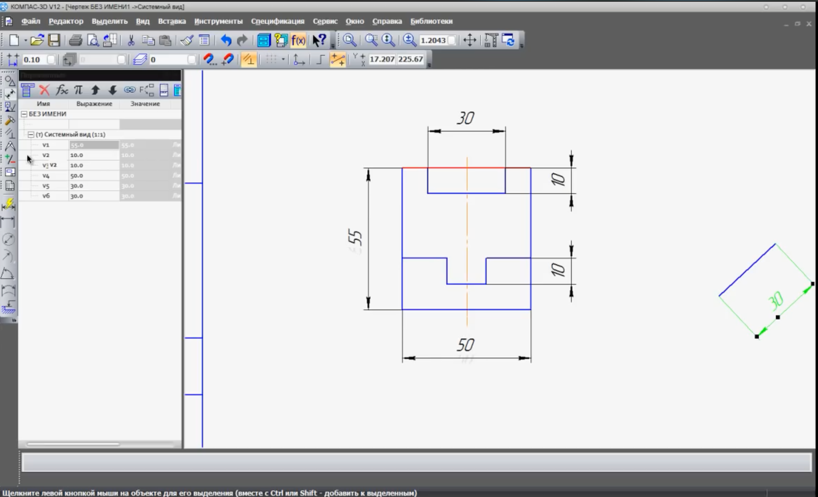 КОМПАС-3D V12 - [Чертеж БЕЗ ИМЕНИ1 ->Системный вид]
Файл Редактор Выделить Вид Вставка Инструменты Спецификация Сервис Окно Справка Библиотеки
f(x) 1.2043
0.10 0 17.207 225.67
Имя Выражение Значение
БЕЗ ИМЕНИ
(т) Системный вид (1:1)
v1 55.0 55.0
v2 10.0 10.0
v3 v2 10.0 10.0
v4 50.0 50.0
v5 30.0 30.0
v6 30.0 30.0
30
10
55
10
30
50
Щелкните левой кнопкой мыши на объекте для его выделения (вместе с Ctrl или Shift - добавить к выделенным)